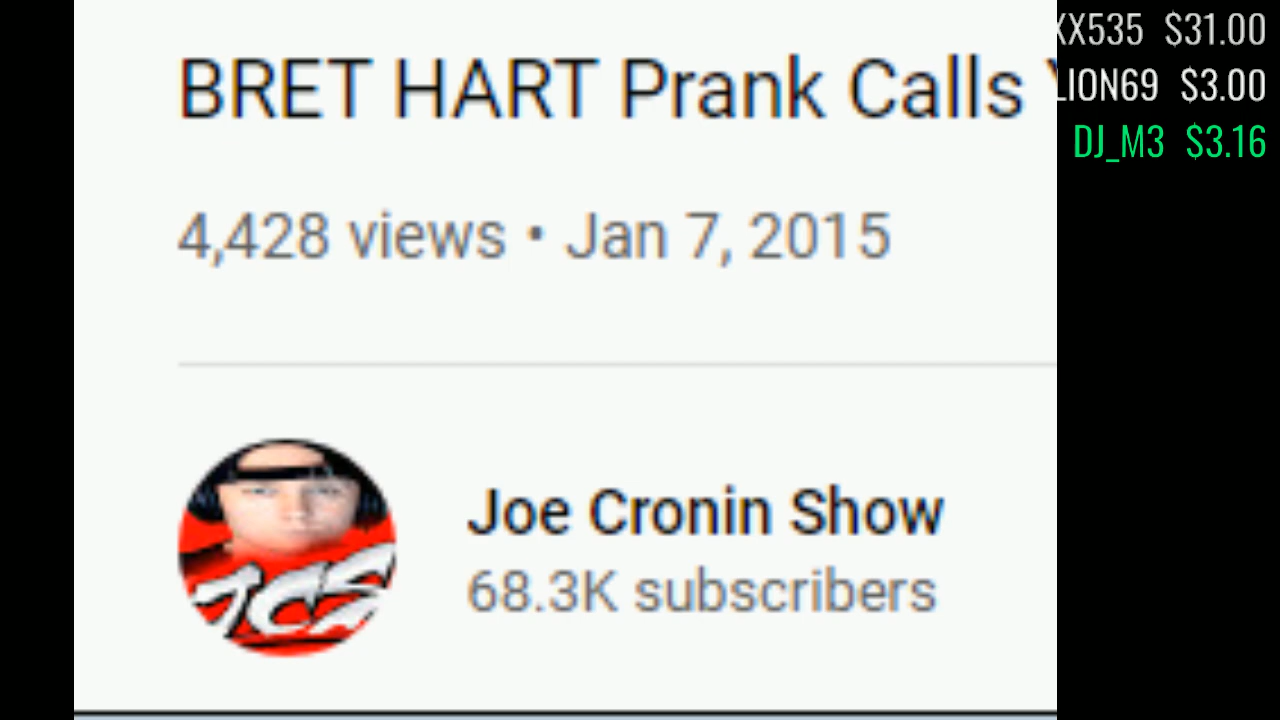 BRET HART Prank Calls
4,428 views • Jan 7, 2015
Joe Cronin Show
68.3K subscribers
JCS
XX535 $31.00
LION69 $3.00
DJ_M3 $3.16